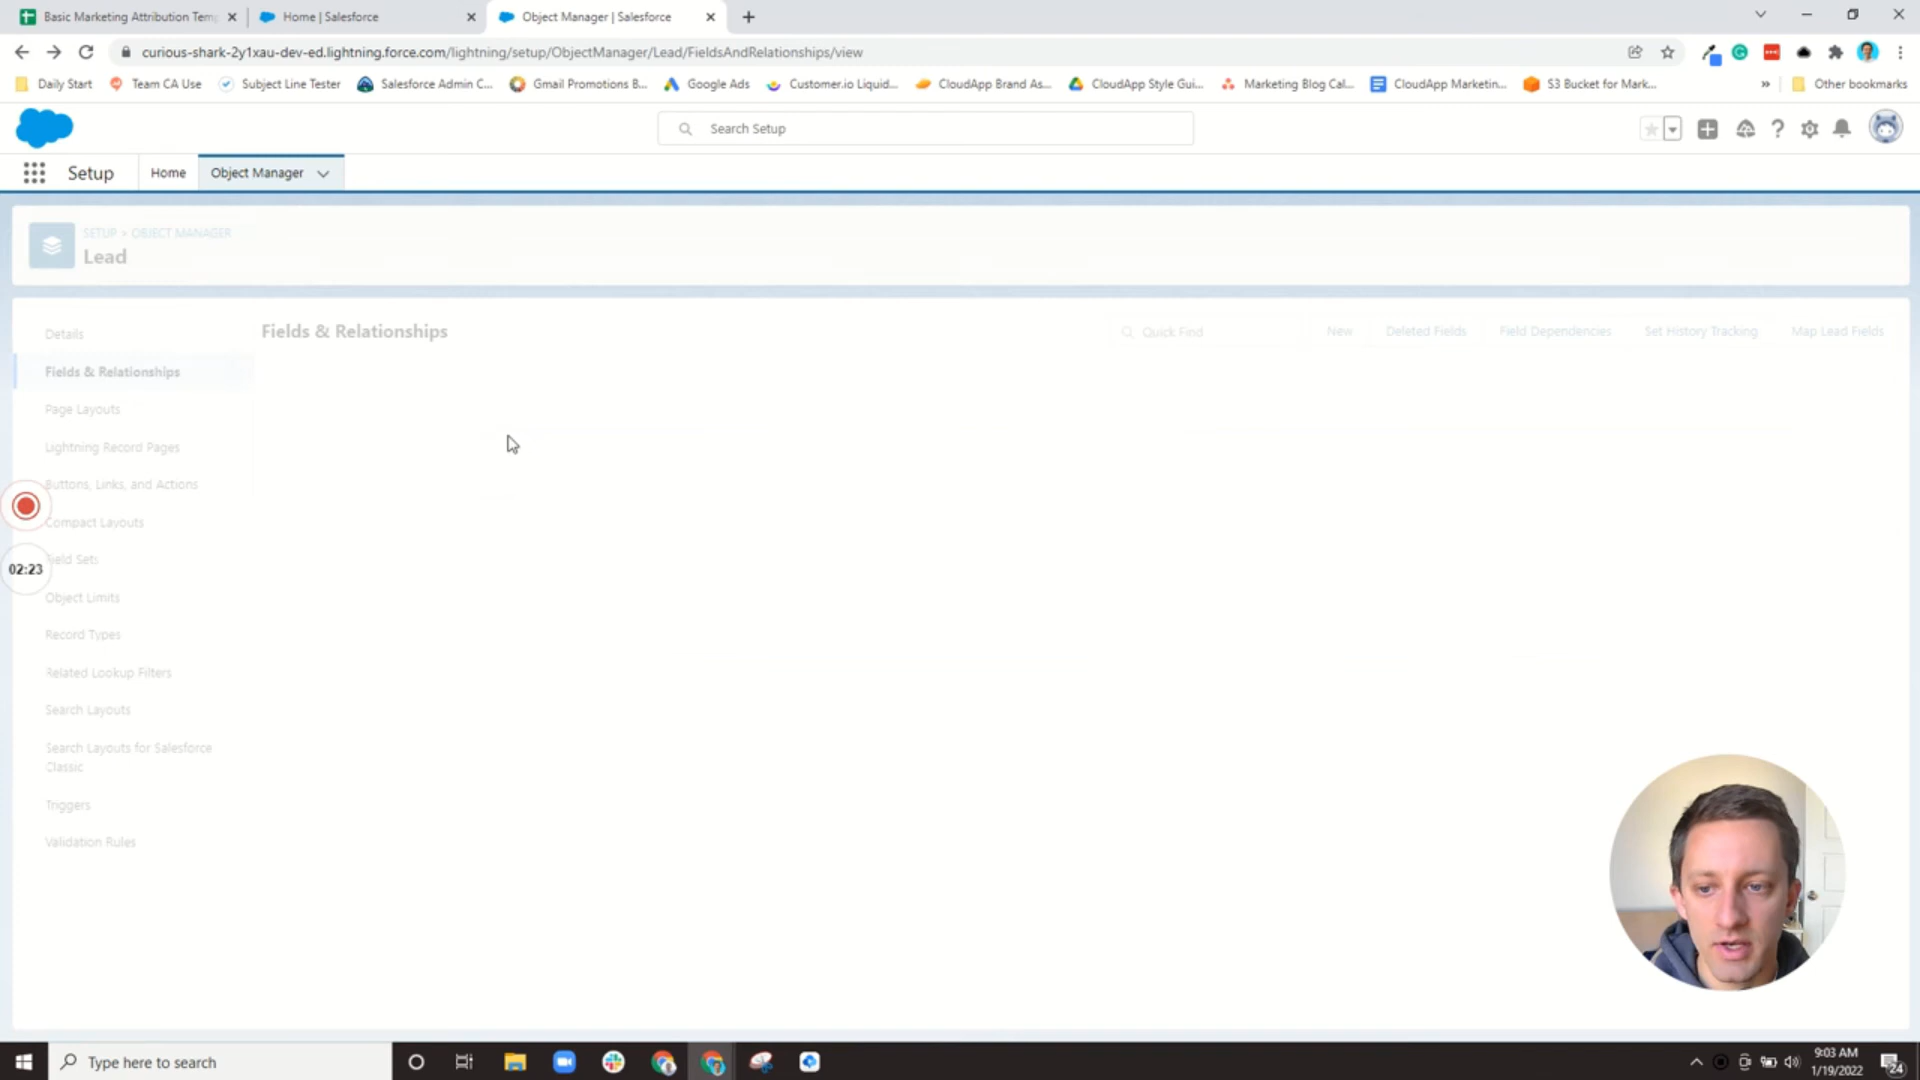 Basic Marketing Attribution Temp
Home | Salesforce
Object Manager | Salesforce
curious-shark-2y1xau-dev-ed.lightning.force.com/lightning/setup/ObjectManager/Lead/FieldsAndRelationships/view
Daily Start
Team CA Use
Subject Line Tester
Salesforce Admin C...
Gmail Promotions B...
Google Ads
Customer.io Liquid...
CloudApp Brand As...
CloudApp Style Gui...
Marketing Blog Cal...
CloudApp Marketin...
S3 Bucket for Mark...
»
Other bookmarks
Search Setup
Setup
Home
Object Manager
SETUP > OBJECT MANAGER
Lead
Details
Fields & Relationships
Page Layouts
Lightning Record Pages
Buttons, Links, and Actions
Compact Layouts
Field Sets
Object Limits
Record Types
Related Lookup Filters
Search Layouts
Search Layouts for Salesforce
Classic
Triggers
Validation Rules
Fields & Relationships
Quick Find
New
Deleted Fields
Field Dependencies
Set History Tracking
Map Lead Fields
02:23
Type here to search
9:03 AM
1/19/2022
24